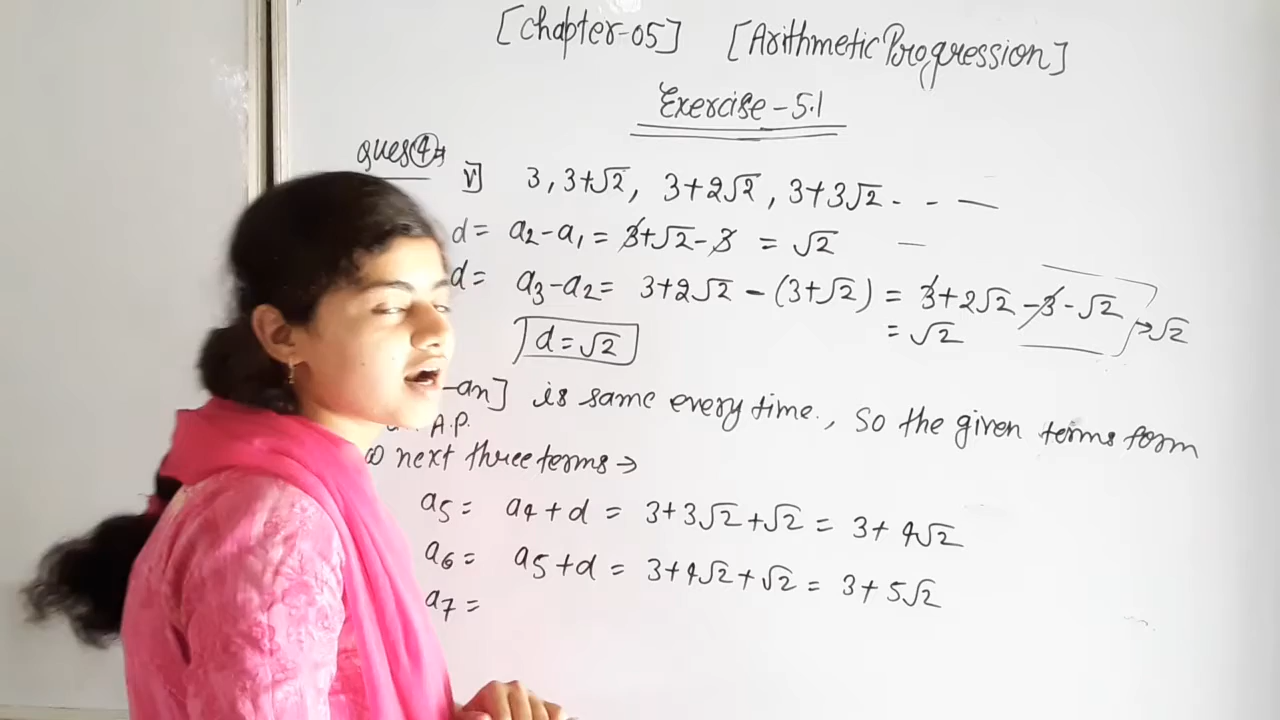 [Chapter-05] [Arithmetic Progression]
Exercise-5.1
Ques④⇒
v] 3, 3+√2, 3+2√2, 3+3√2 - - —
d = a₂-a₁ = 3+√2-3 = √2 —
d = a₃-a₂ = 3+2√2 - (3+√2) = 3+2√2-3-√2 → √2
= √2
d=√2
-an] is same every time., So the given terms form
A.P.
next three terms →
a₅ = a₄+d = 3+3√2+√2 = 3+4√2
a₆ = a₅+d = 3+4√2+√2 = 3+5√2
a₇ =